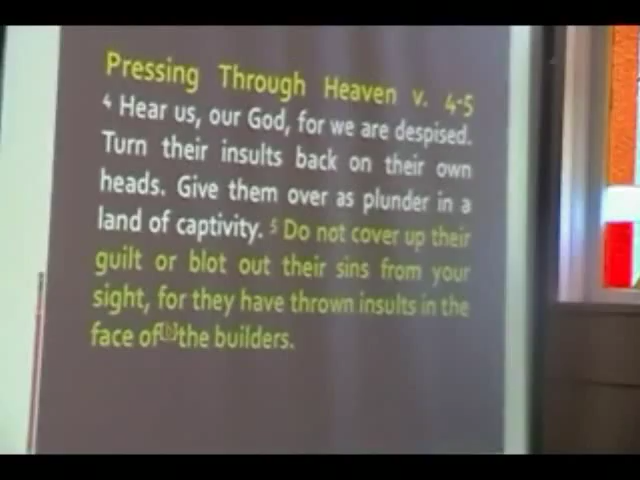 Pressing Through Heaven v. 4-5
4 Hear us, our God, for we are despised.
Turn their insults back on their own
heads. Give them over as plunder in a
land of captivity. 5 Do not cover up their
guilt or blot out their sins from your
sight, for they have thrown insults in the
face of[b] the builders.